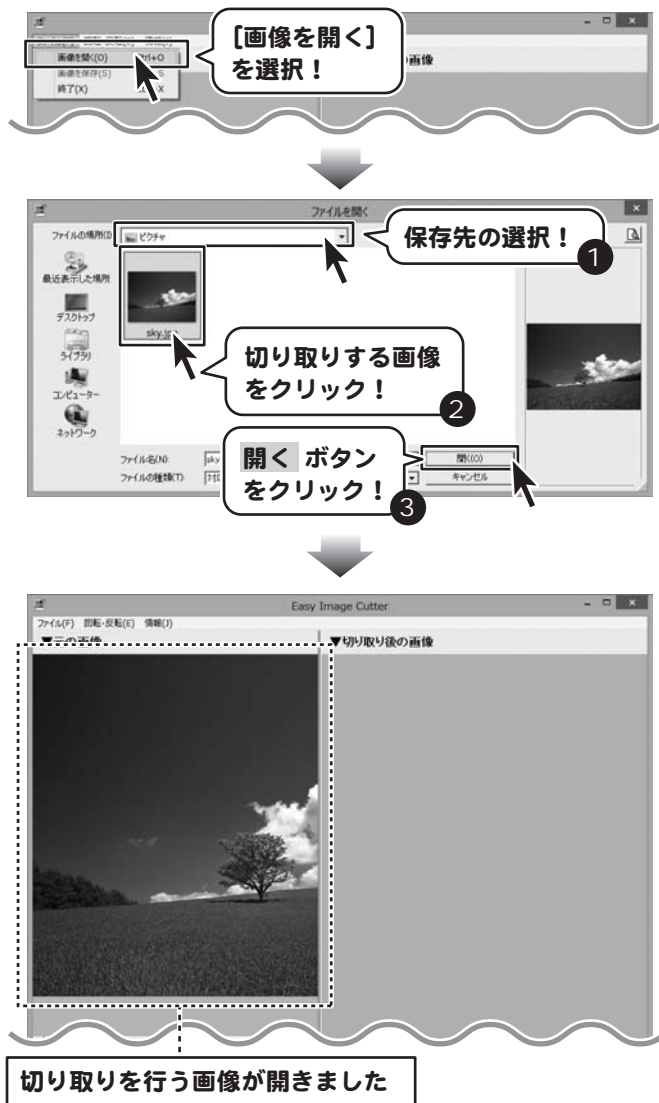 [画像を開く]
を選択！
画像を開く(O) Ctrl+O
画像を保存(S)
終了(X)
画像
ファイルを開く
ファイルの場所(I)
ピクチャ
保存先の選択！
1
最近表示した場所
デスクトップ
ライブラリ
コンピューター
ネットワーク
sky.jpg
切り取りする画像
をクリック！
2
ファイル名(N):
sky
開く(O)
ファイルの種類(T):
キャンセル
開く ボタン
をクリック！
3
Easy Image Cutter
ファイル(F) 回転・反転(E) 情報(J)
▼元の画像
▼切り取り後の画像
切り取りを行う画像が開きました